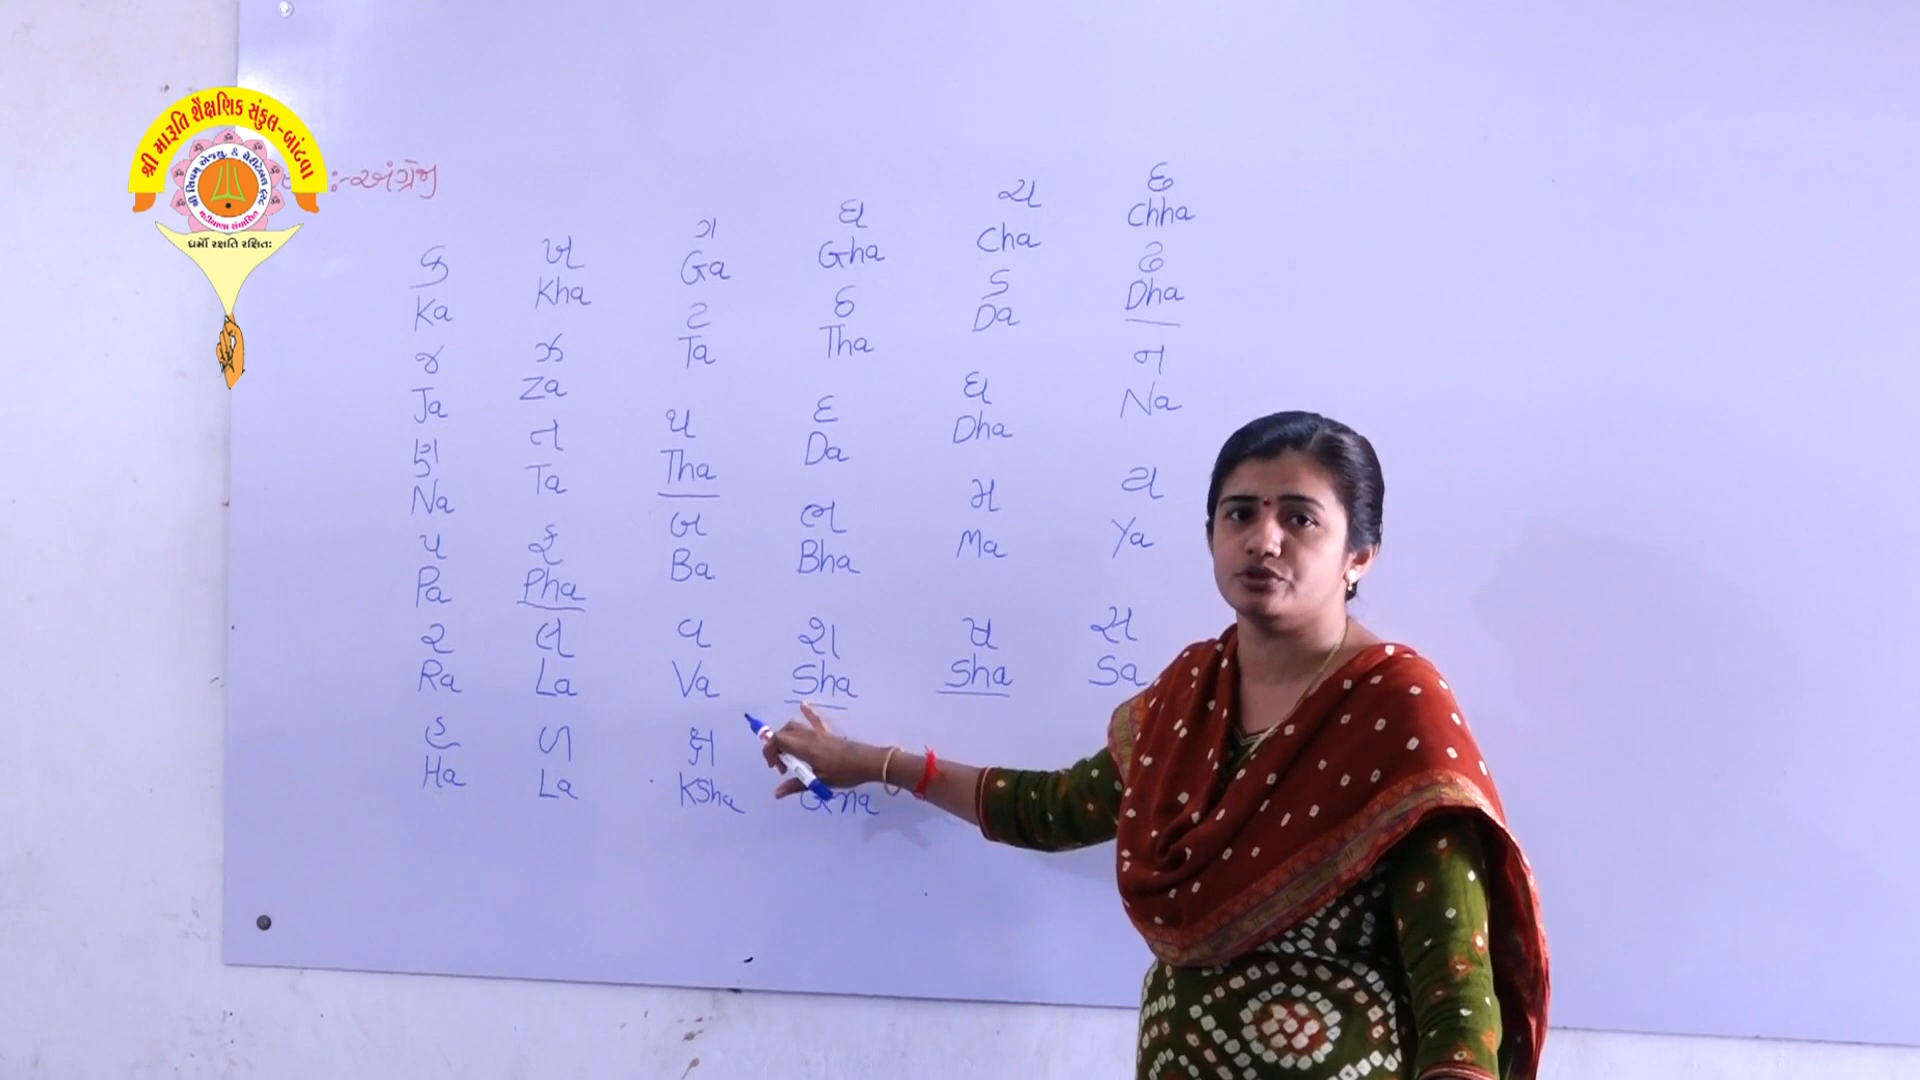 શ્રી મારૂતિ શૈક્ષણિક સંકુલ-બાંટવા
ધર્મો રક્ષતિ રક્ષિતઃ
:-અંગ્રેજી
ક ખ ગ ઘ ચ છ
Ka Kha Ga Gha Cha Chha
જ ઝ ટ ઠ ડ ઢ
Ja Za Ta Tha Da Dha
ણ ત થ દ ધ ન
Na Ta Tha Da Dha Na
પ ફ બ ભ મ ય
Pa Pha Ba Bha Ma Ya
ર લ વ શ ષ સ
Ra La Va Sha Sha Sa
હ ળ ક્ષ
Ha La Ksha Gna